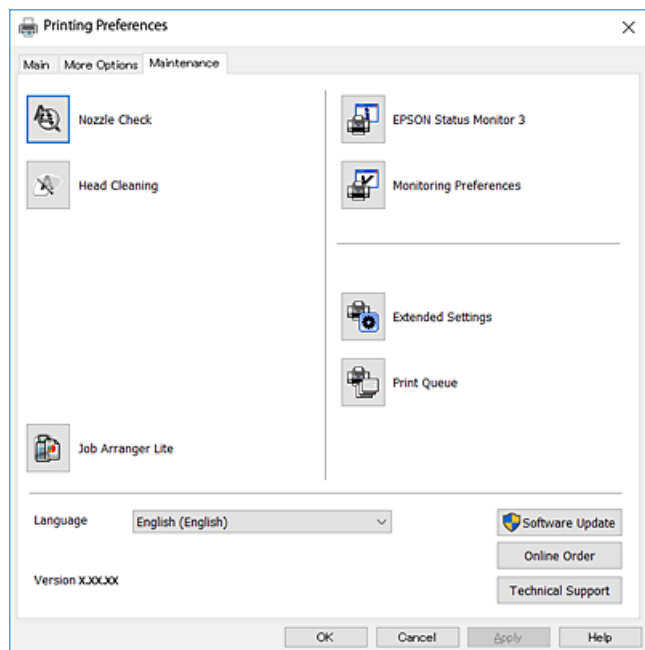 Printing Preferences
Main More Options Maintenance
Nozzle Check
Head Cleaning
Job Arranger Lite
EPSON Status Monitor 3
Monitoring Preferences
Extended Settings
Print Queue
Language English (English)
Version X.XX.XX
Software Update
Online Order
Technical Support
OK Cancel Apply Help